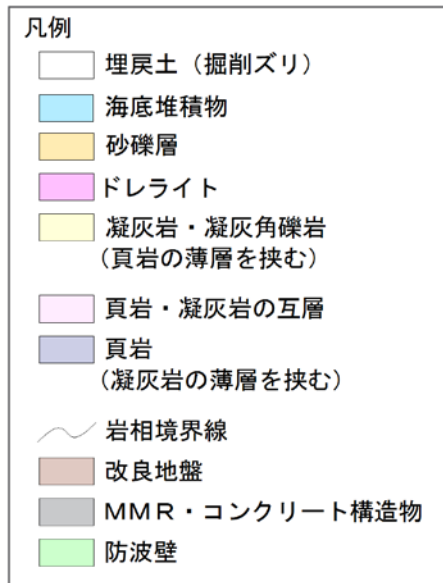 凡例
埋戻土（掘削ズリ）
海底堆積物
砂礫層
ドレライト
凝灰岩・凝灰角礫岩
（頁岩の薄層を挟む）
頁岩・凝灰岩の互層
頁岩
（凝灰岩の薄層を挟む）
岩相境界線
改良地盤
ＭＭＲ・コンクリート構造物
防波壁